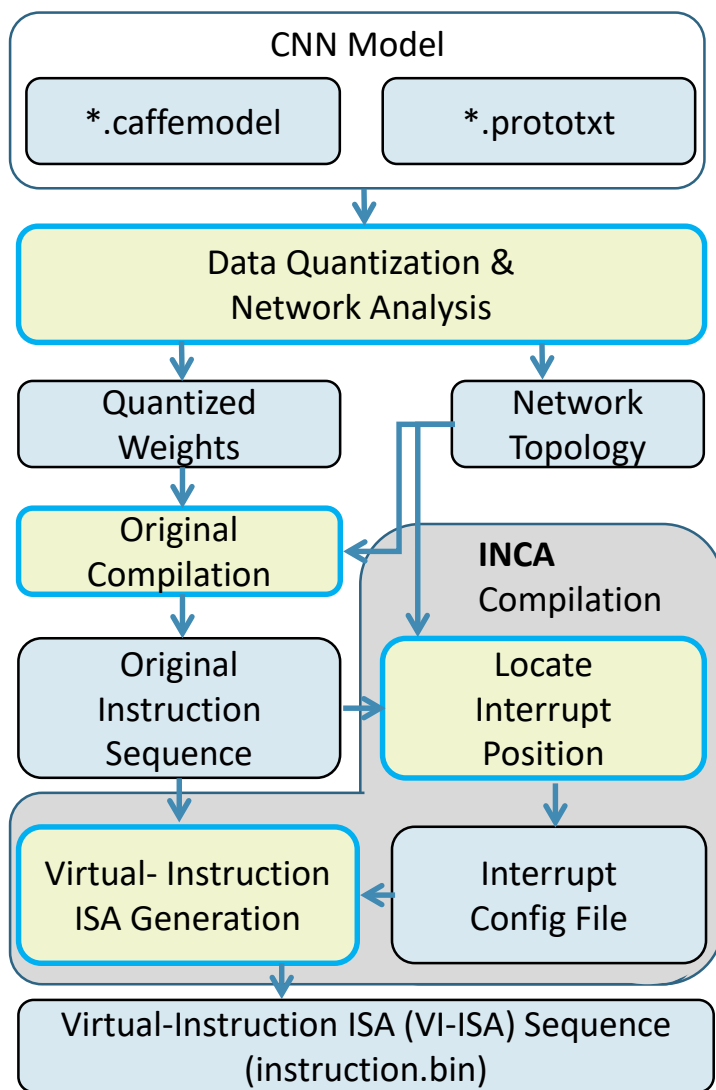 CNN Model
*.caffemodel
*.prototxt
Data Quantization &
Network Analysis
Quantized
Weights
Network
Topology
Original
Compilation
INCA
Compilation
Original
Instruction
Sequence
Locate
Interrupt
Position
Virtual- Instruction
ISA Generation
Interrupt
Config File
Virtual-Instruction ISA (VI-ISA) Sequence
(instruction.bin)